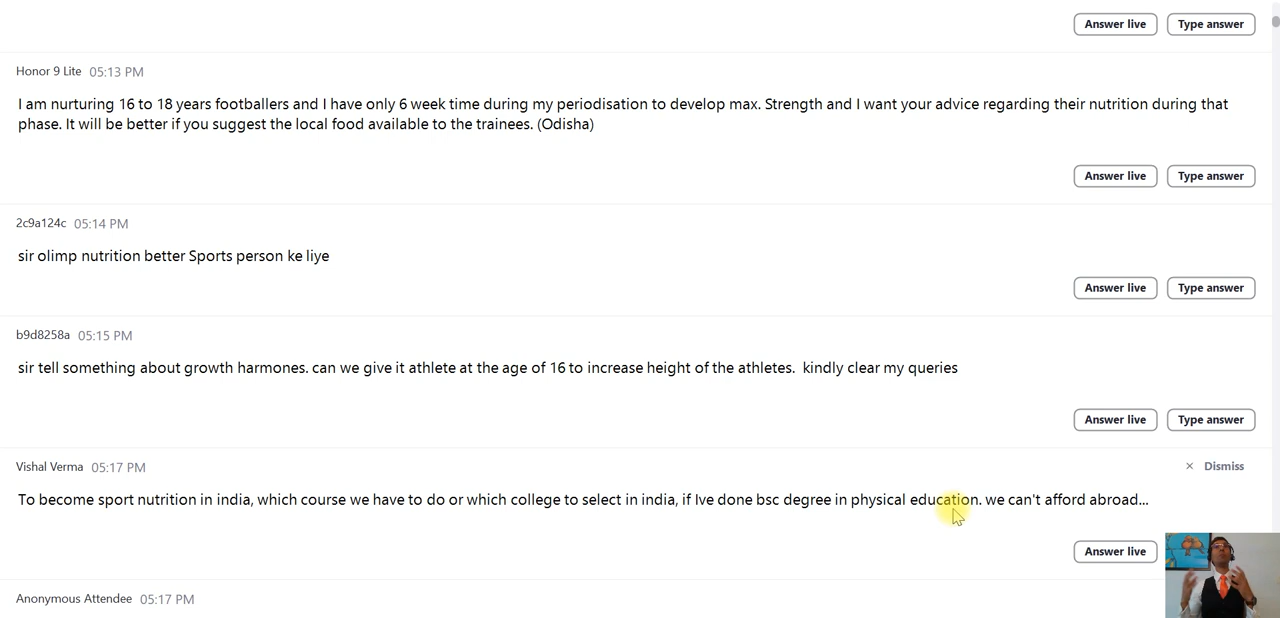 Answer live Type answer
Honor 9 Lite 05:13 PM
I am nurturing 16 to 18 years footballers and I have only 6 week time during my periodisation to develop max. Strength and I want your advice regarding their nutrition during that
phase. It will be better if you suggest the local food available to the trainees. (Odisha)
Answer live Type answer
2c9a124c 05:14 PM
sir olimp nutrition better Sports person ke liye
Answer live Type answer
b9d8258a 05:15 PM
sir tell something about growth harmones. can we give it athlete at the age of 16 to increase height of the athletes.  kindly clear my queries
Answer live Type answer
Vishal Verma 05:17 PM × Dismiss
To become sport nutrition in india, which course we have to do or which college to select in india, if Ive done bsc degree in physical education. we can't afford abroad...
Answer live
Anonymous Attendee 05:17 PM